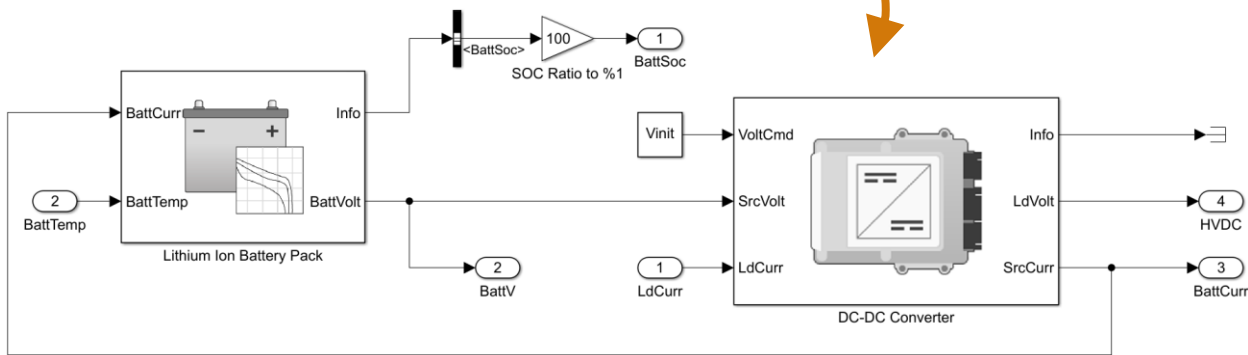 100
<BattSoc>
SOC Ratio to %1
1
BattSoc
BattCurr
Info
BattTemp
BattVolt
Lithium Ion Battery Pack
2
BattTemp
2
BattV
Vinit
VoltCmd
Info
SrcVolt
LdVolt
LdCurr
SrcCurr
DC-DC Converter
1
LdCurr
4
HVDC
3
BattCurr